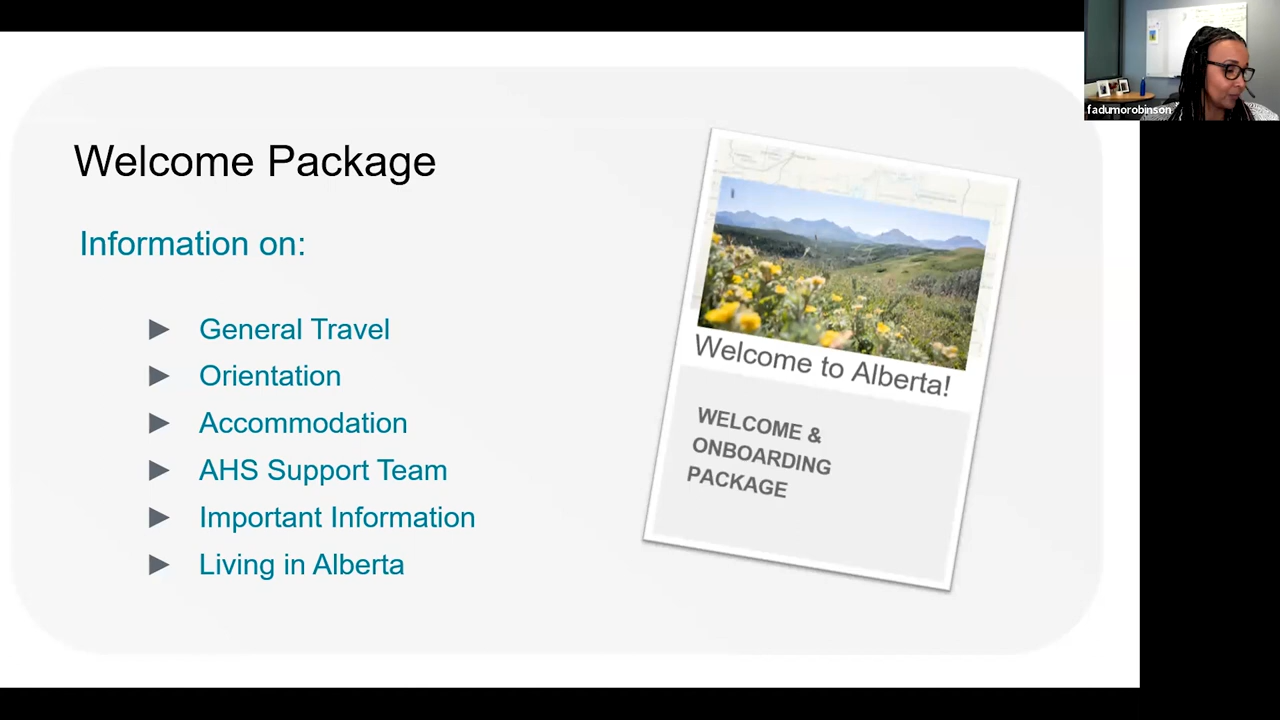 fadumorobinson
Welcome Package
Information on:
General Travel
Orientation
Accommodation
AHS Support Team
Important Information
Living in Alberta
Welcome to Alberta!
WELCOME &
ONBOARDING
PACKAGE